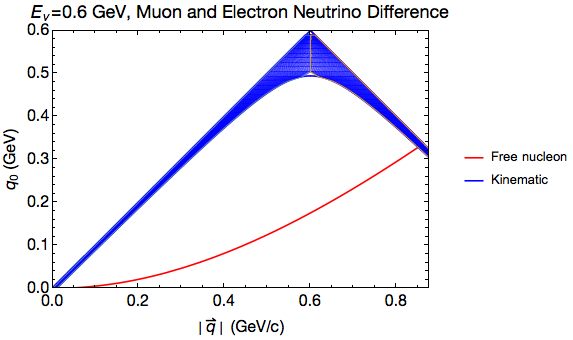 E_ν=0.6 GeV, Muon and Electron Neutrino Difference
0.6
0.5
0.4
0.3
0.2
0.1
0.0
q₀ (GeV)
0.0 0.2 0.4 0.6 0.8
|q⃗| (GeV/c)
Free nucleon
Kinematic